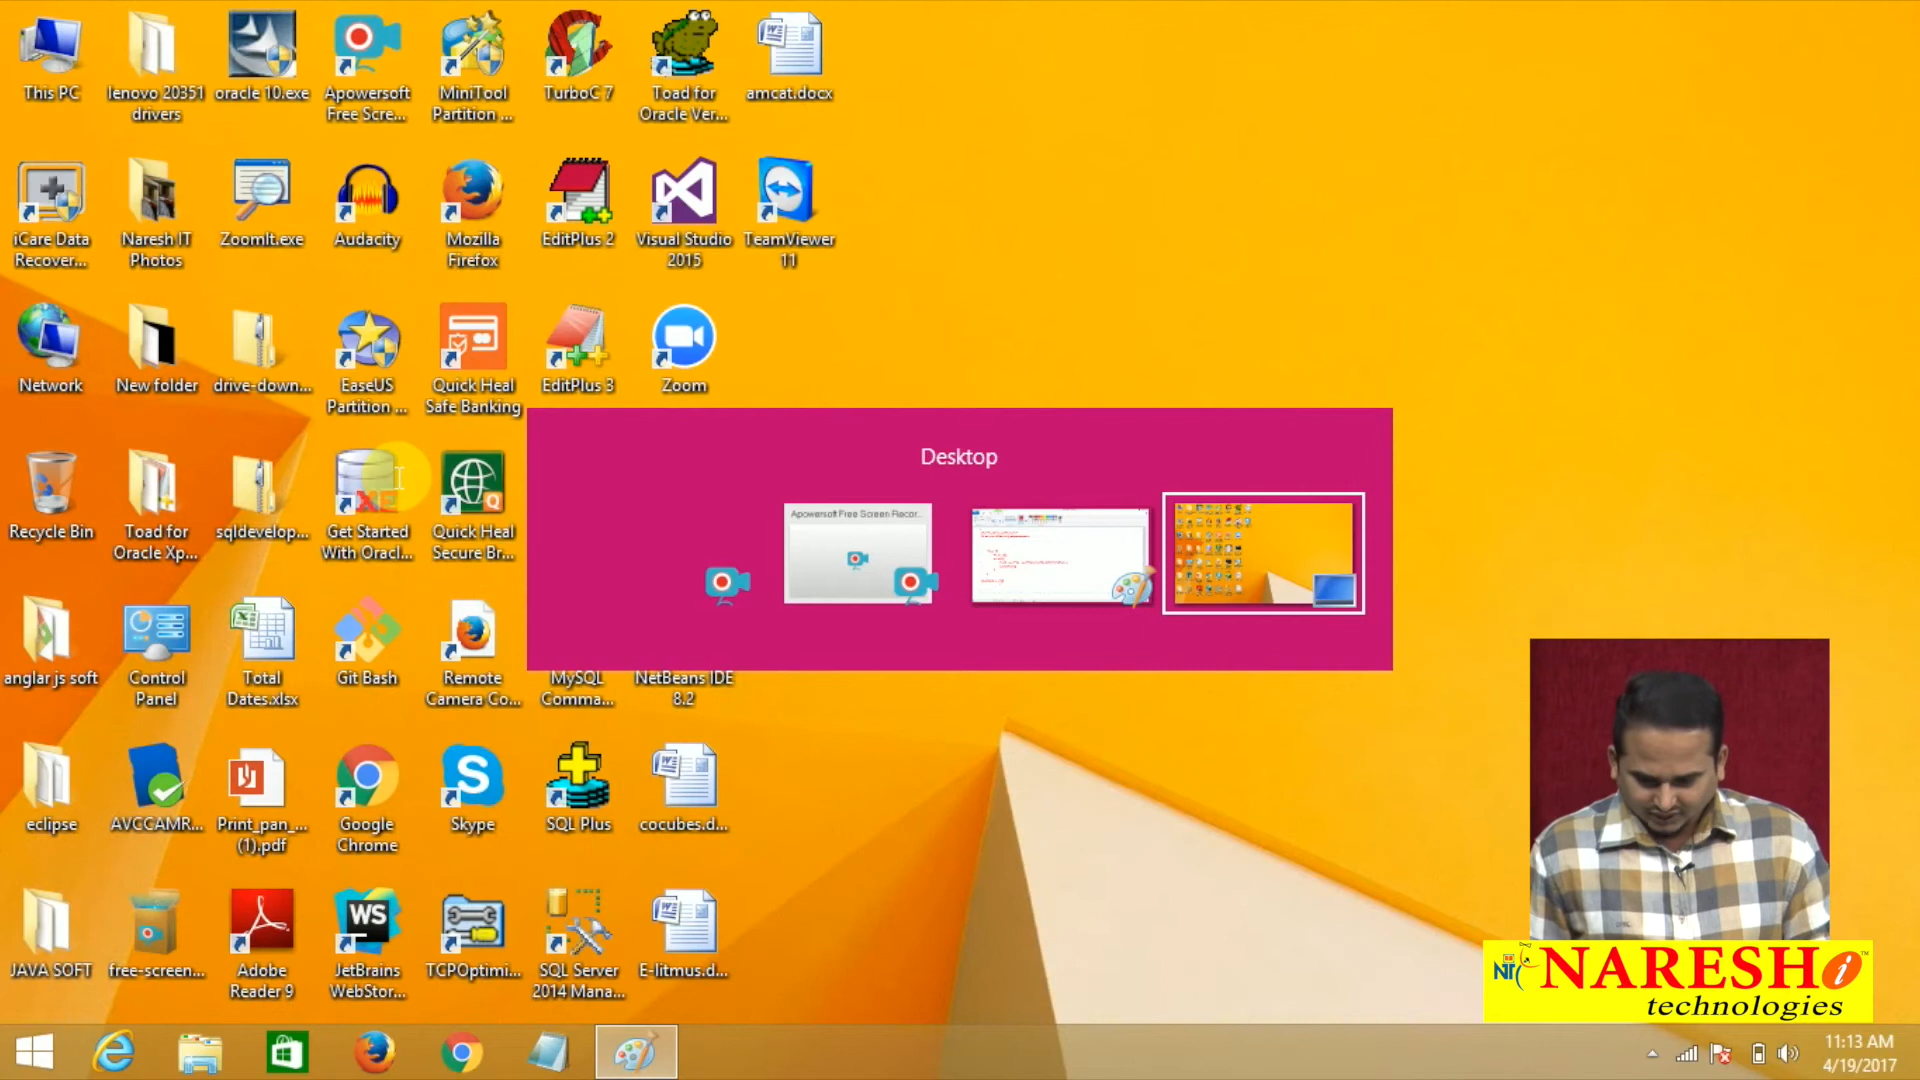 This PC
lenovo 20351
drivers
oracle 10.exe
Apowersoft
Free Scre...
MiniTool
Partition ...
TurboC 7
Toad for
Oracle Ver...
amcat.docx
iCare Data
Recover...
Naresh IT
Photos
ZoomIt.exe
Audacity
Mozilla
Firefox
EditPlus 2
Visual Studio
2015
TeamViewer
11
Network
New folder
drive-down...
EaseUS
Partition ...
Quick Heal
Safe Banking
EditPlus 3
Zoom
Desktop
Apowersoft Free Screen Recor...
Recycle Bin
Toad for
Oracle Xp...
sqldevelop...
XE
Get Started
With Oracl...
Q
Quick Heal
Secure Br...
anglar js soft
Control
Panel
Total
Dates.xlsx
Git Bash
Remote
Camera Co...
MySQL
Comma...
NetBeans IDE
8.2
eclipse
AVCCAMR...
Print_pan_...
(1).pdf
Google
Chrome
Skype
SQL Plus
cocubes.d...
JAVA SOFT
free-screen...
Adobe
Reader 9
WS
JetBrains
WebStor...
TCPOptimi...
SQL Server
2014 Mana...
E-litmus.d...
NARESH i
technologies
11:13 AM
4/19/2017